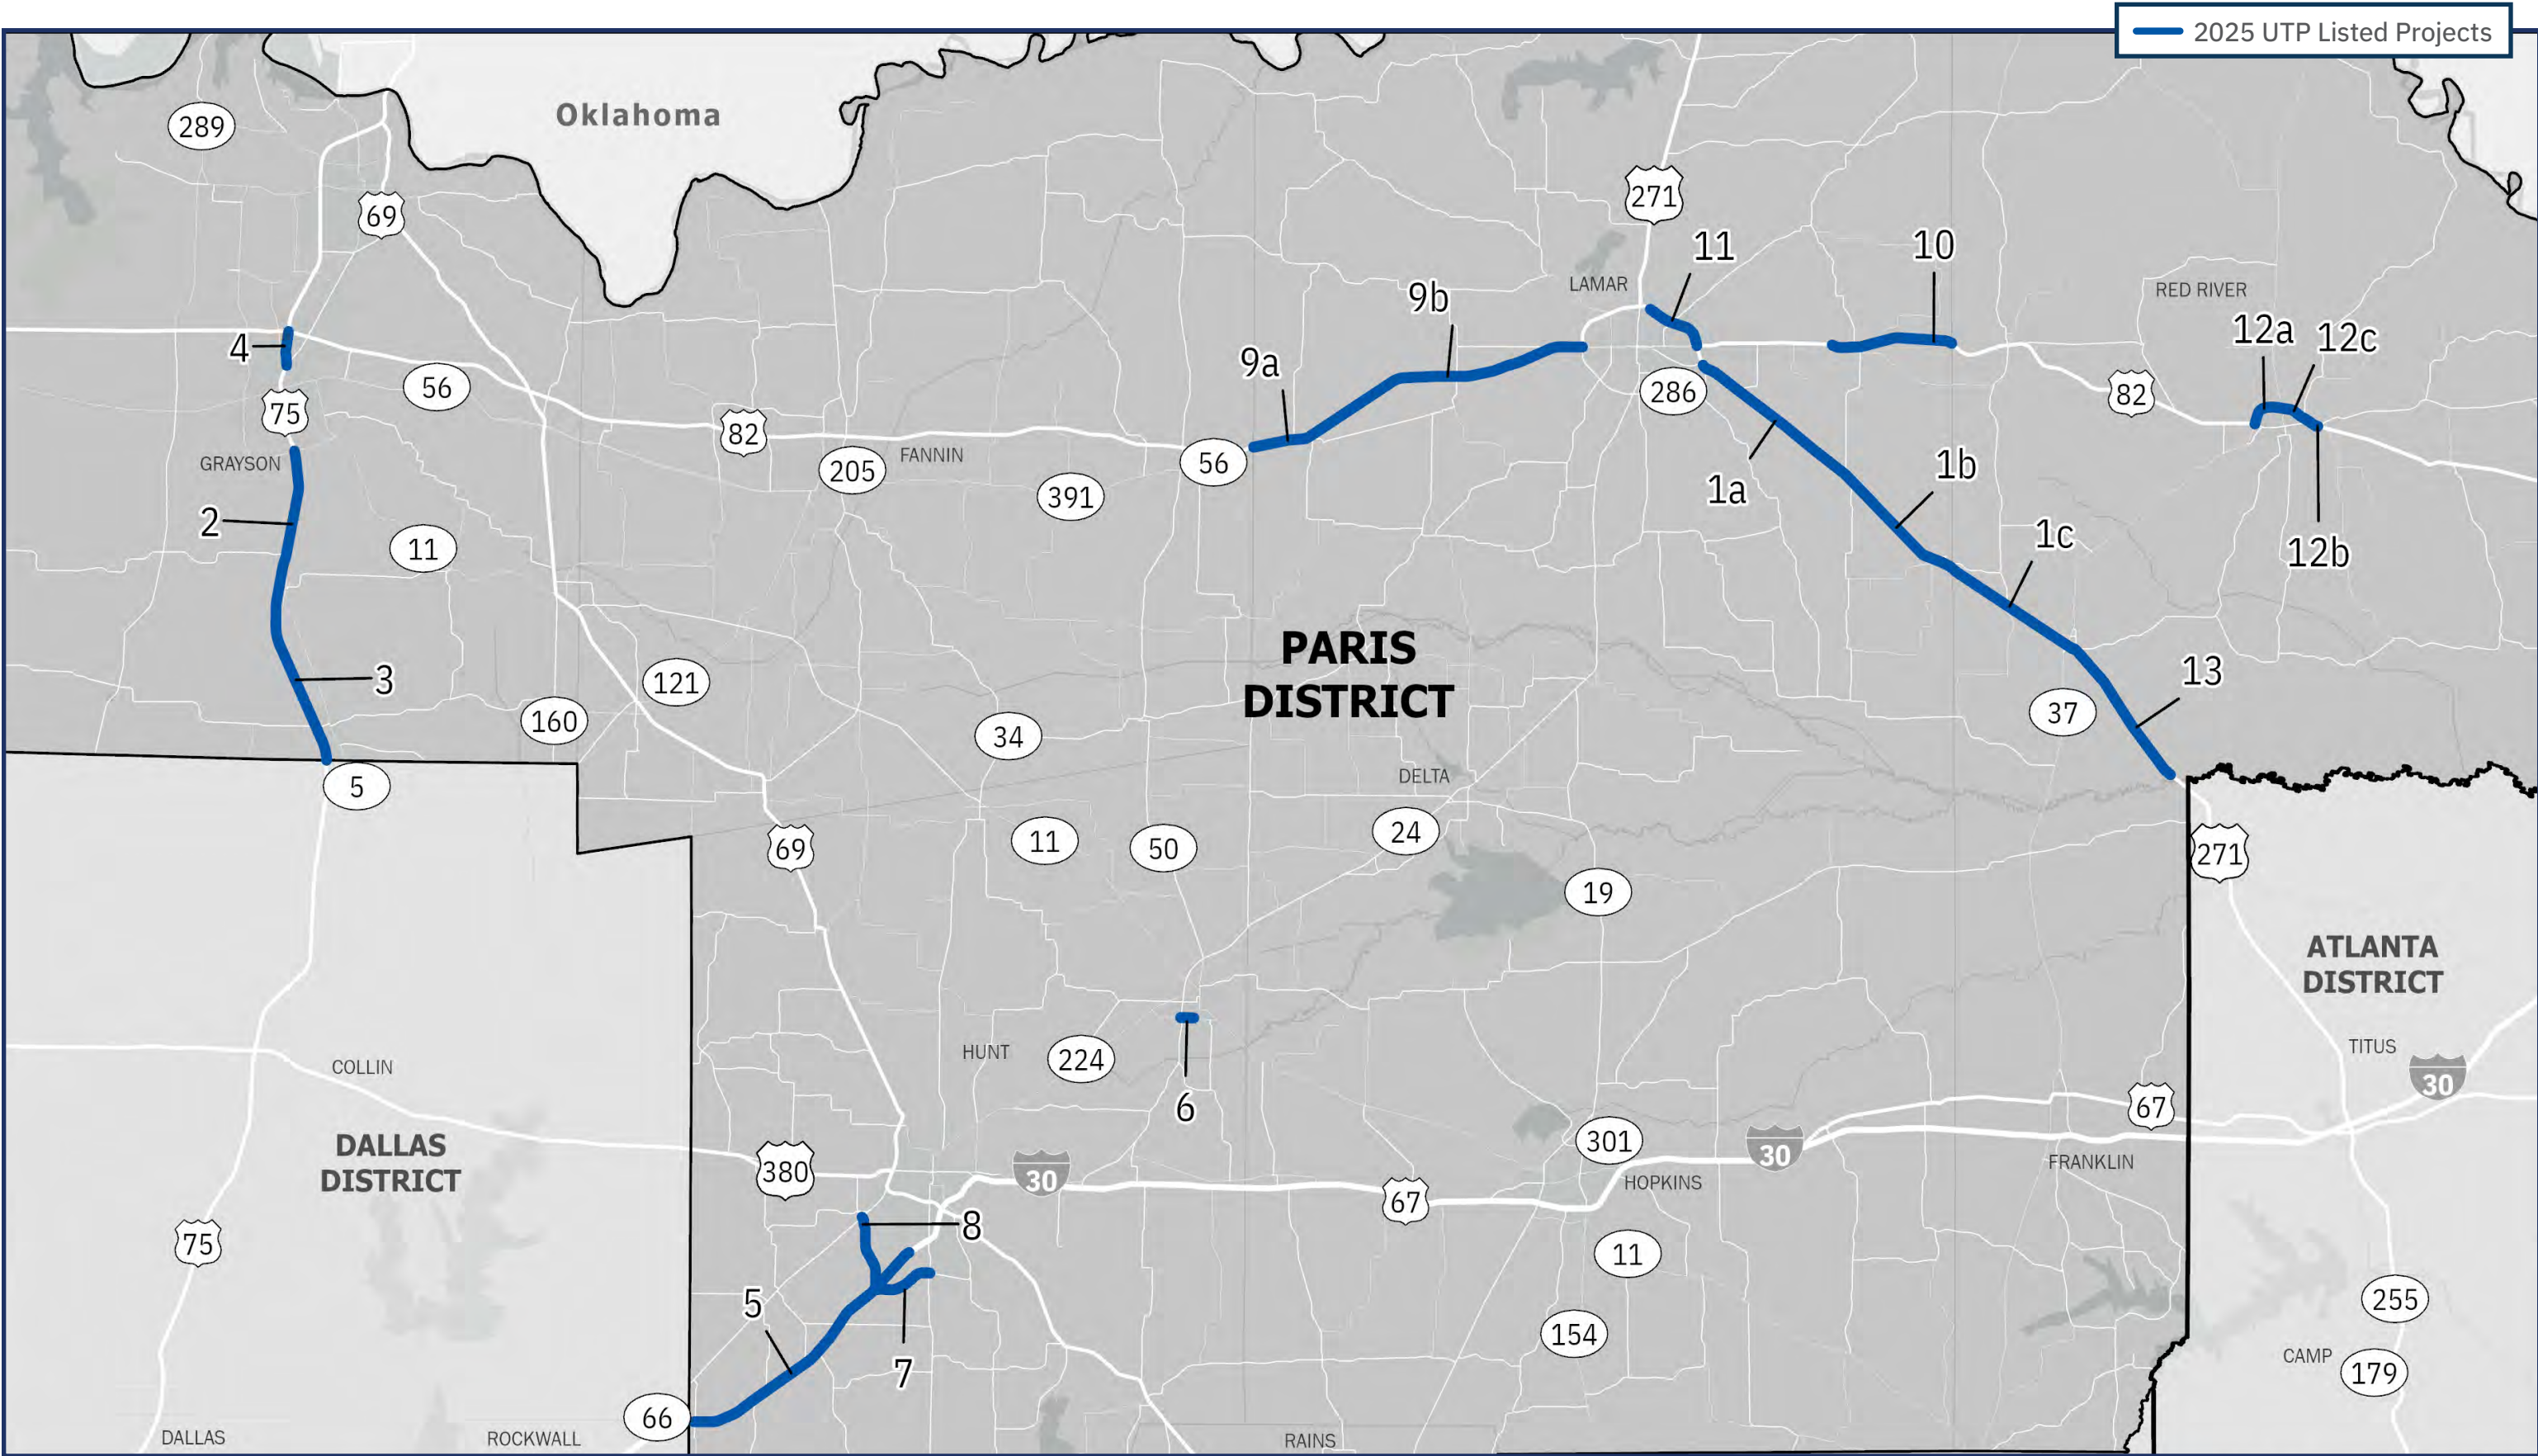 2025 UTP Listed Projects
Oklahoma
289
69
271
11
10
LAMAR
RED RIVER
9b
12a
12c
4
9a
56
286
82
75
82
GRAYSON
205
FANNIN
56
391
1a
1b
2
11
1c
12b
PARIS
DISTRICT
3
121
13
160
34
37
5
DELTA
69
11
50
24
271
19
ATLANTA
DISTRICT
COLLIN
HUNT
224
TITUS
30
6
67
DALLAS
DISTRICT
380
30
301
30
FRANKLIN
67
HOPKINS
75
8
11
5
7
154
255
CAMP
179
66
DALLAS
ROCKWALL
RAINS